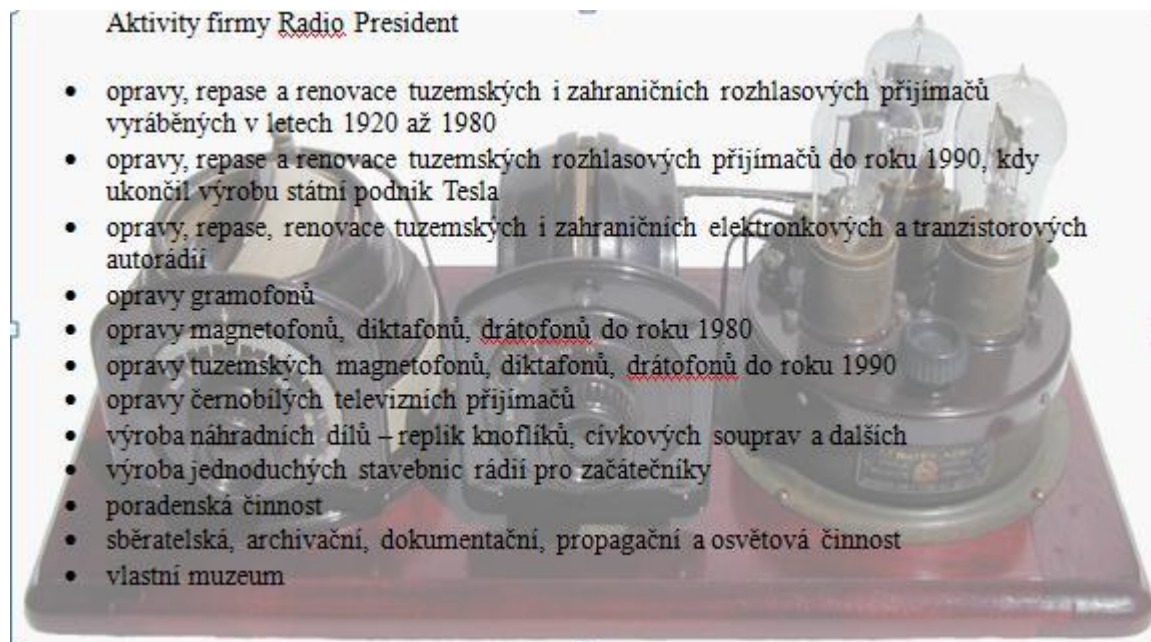 Aktivity firmy Radio President
• opravy, repase a renovace tuzemských i zahraničních rozhlasových přijímačů
vyráběných v letech 1920 až 1980
• opravy, repase a renovace tuzemských rozhlasových přijímačů do roku 1990, kdy
ukončil výrobu státní podnik Tesla
• opravy, repase, renovace tuzemských i zahraničních elektronkových a tranzistorových
autorádií
• opravy gramofonů
• opravy magnetofonů, diktafonů, drátofonů do roku 1980
• opravy tuzemských magnetofonů, diktafonů, drátofonů do roku 1990
• opravy černobílých televizních přijímačů
• výroba náhradních dílů – replik knoflíků, cívkových souprav a dalších
• výroba jednoduchých stavebnic rádií pro začátečníky
• poradenská činnost
• sběratelská, archivační, dokumentační, propagační a osvětová činnost
• vlastní muzeum